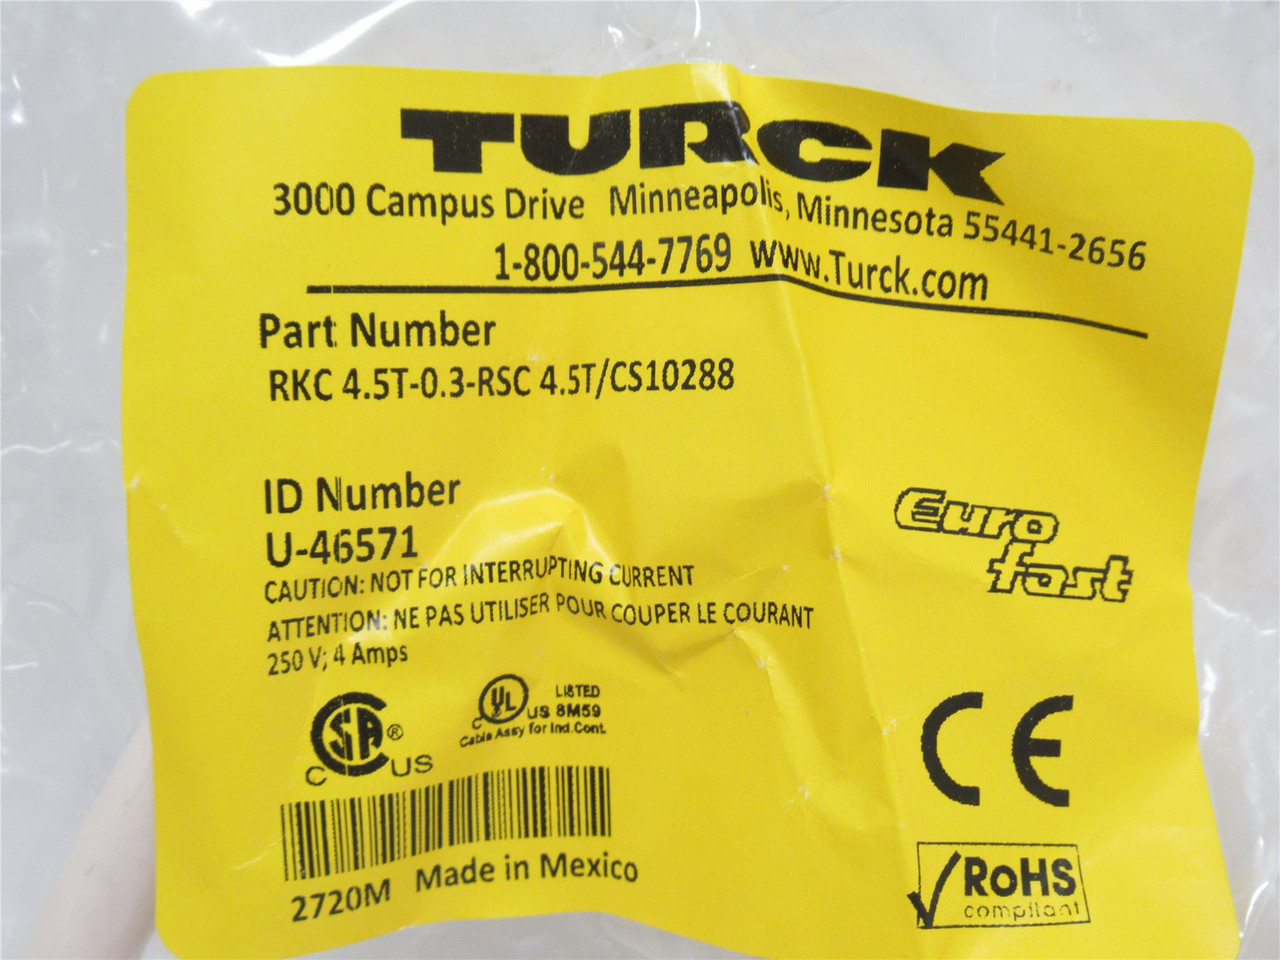 TURCK
3000 Campus Drive Minneapolis, Minnesota 55441-2656
1-800-544-7769 www.Turck.com
Part Number
RKC 4.5T-0.3-RSC 4.5T/CS10288
ID Number
U-46571
CAUTION: NOT FOR INTERRUPTING CURRENT
ATTENTION: NE PAS UTILISER POUR COUPER LE COURANT
250 V; 4 Amps
Euro
fast
C SA ® US
C UL US LISTED 8M59
Cable Assy for Ind.Cont.
CE
2720M Made in Mexico
RoHS
compliant